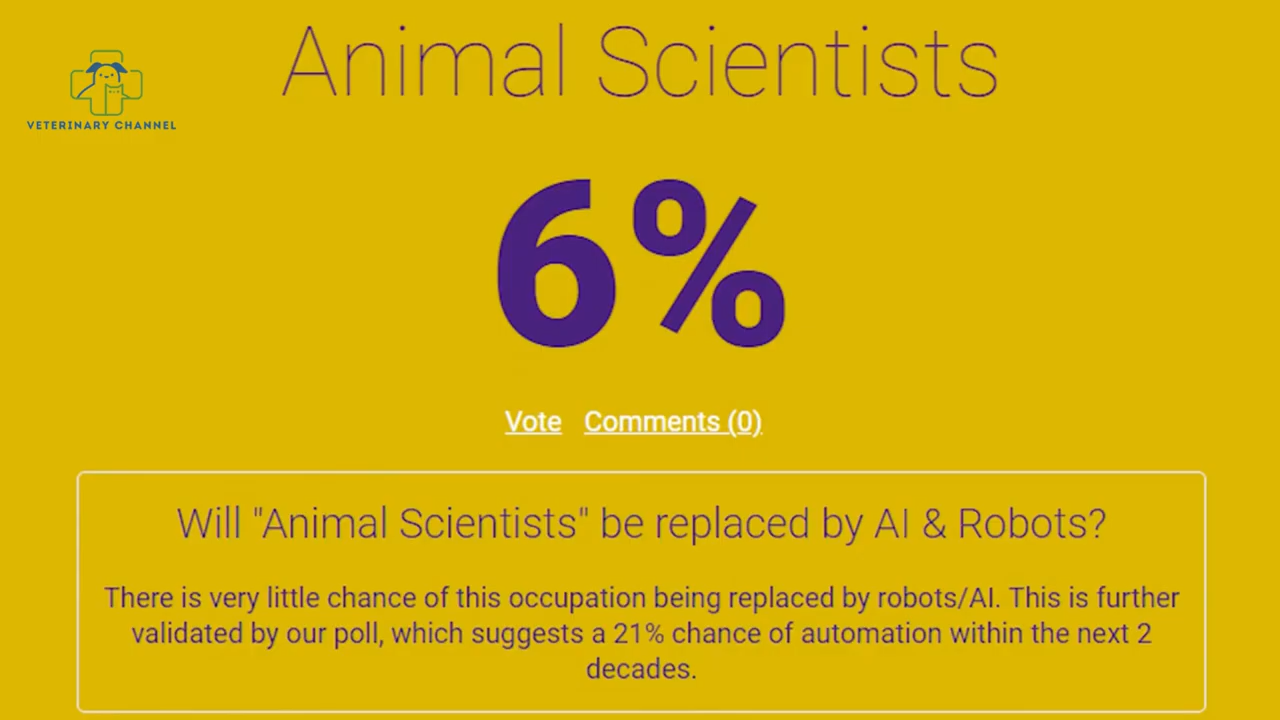 Animal Scientists
VETERINARY CHANNEL
6%
Vote Comments (0)
Will "Animal Scientists" be replaced by AI & Robots?
There is very little chance of this occupation being replaced by robots/AI. This is further
validated by our poll, which suggests a 21% chance of automation within the next 2
decades.